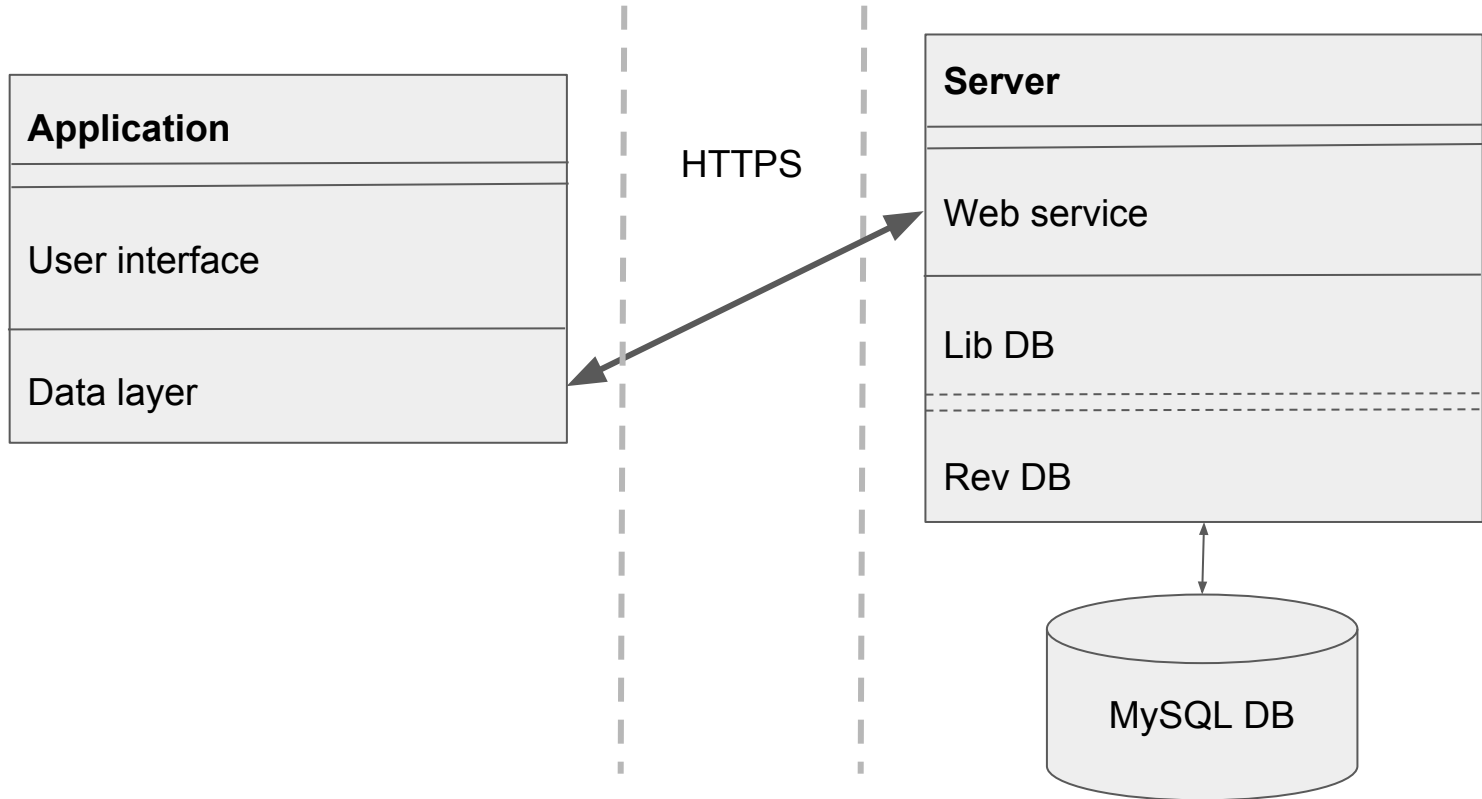 Application
User interface
Data layer
HTTPS
Server
Web service
Lib DB
Rev DB
MySQL DB